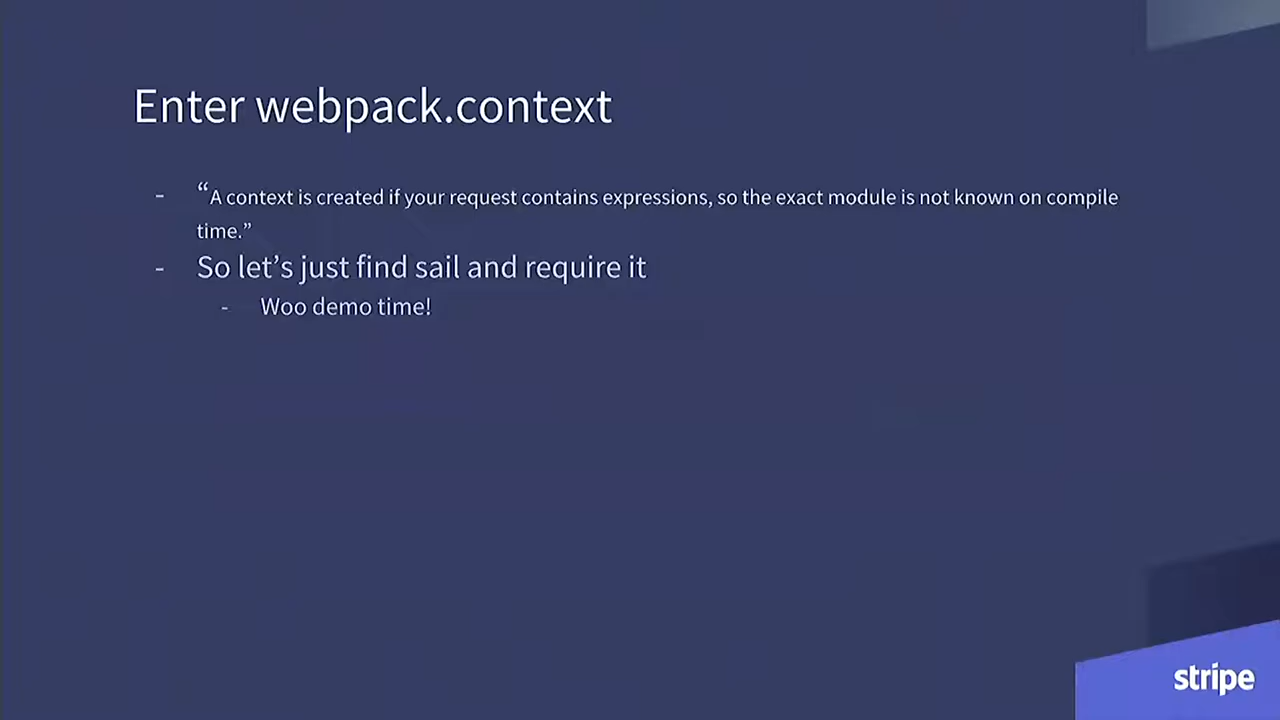 Enter webpack.context
- “A context is created if your request contains expressions, so the exact module is not known on compile
time.”
- So let’s just find sail and require it
- Woo demo time!
stripe